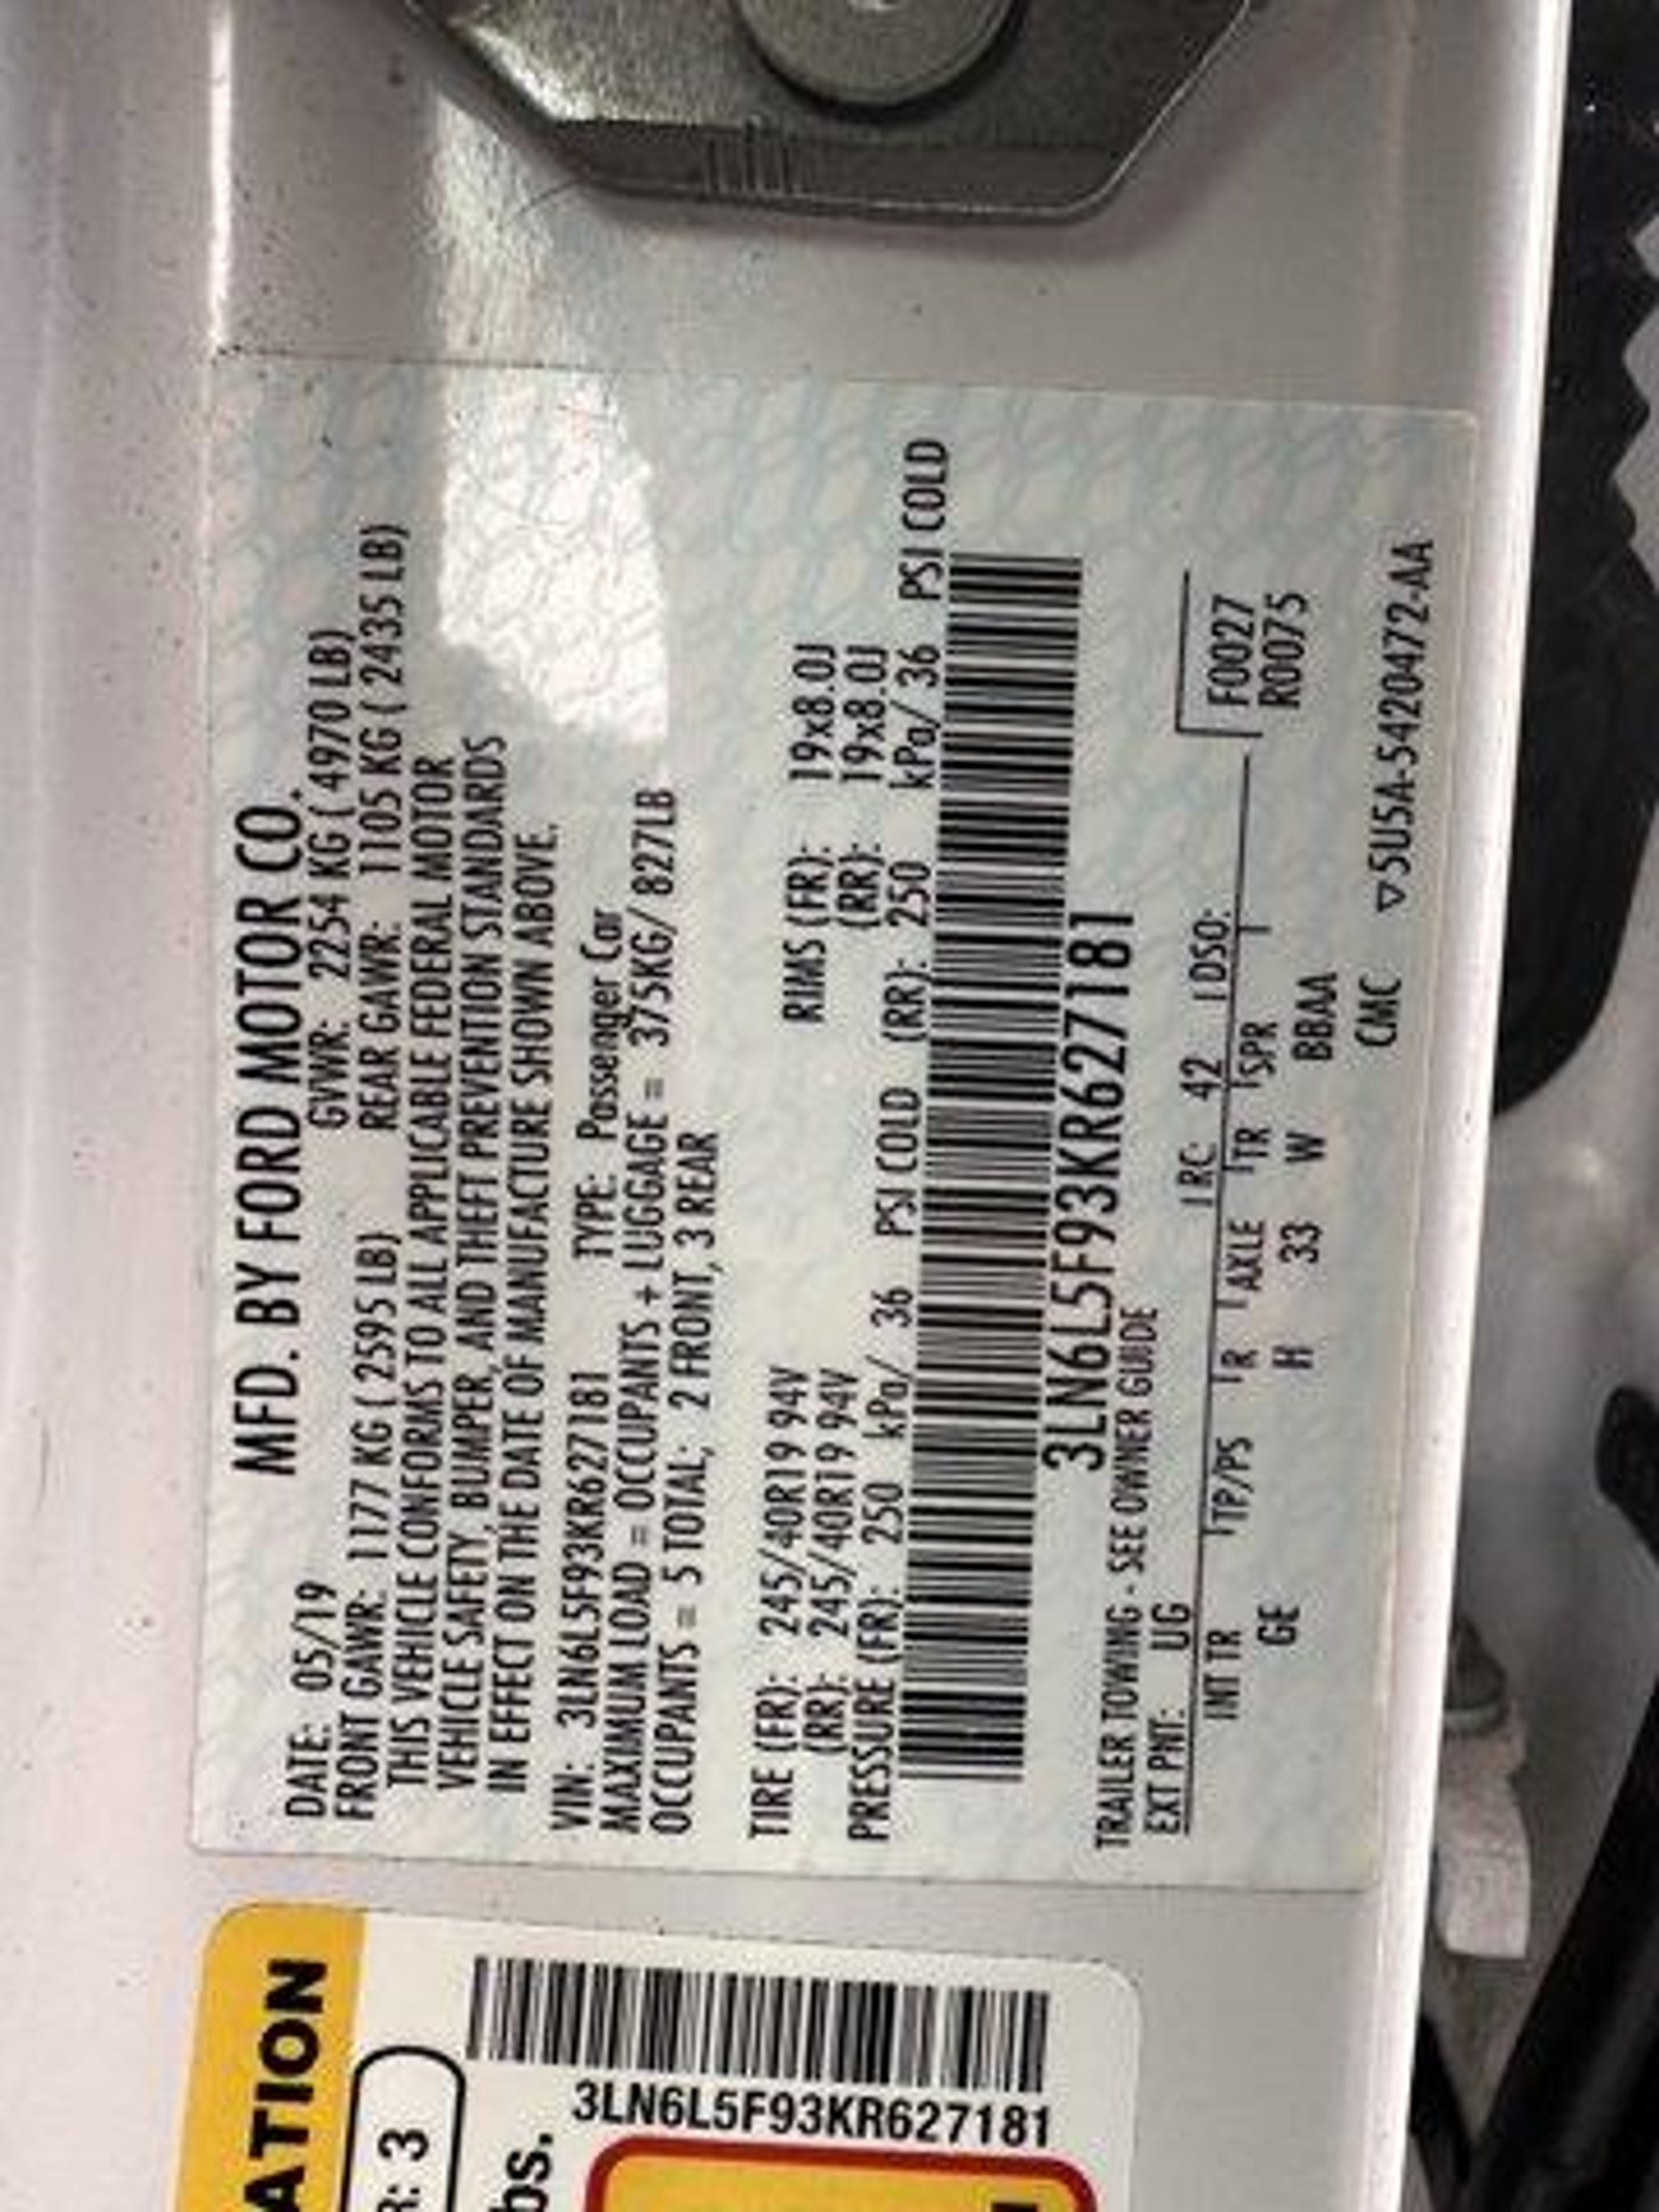 MFD. BY FORD MOTOR CO.
DATE: 05/19 GVWR: 2254 KG ( 4970 LB)
FRONT GAWR: 1177 KG ( 2595 LB) REAR GAWR: 1105 KG ( 2435 LB)
THIS VEHICLE CONFORMS TO ALL APPLICABLE FEDERAL MOTOR
VEHICLE SAFETY, BUMPER, AND THEFT PREVENTION STANDARDS
IN EFFECT ON THE DATE OF MANUFACTURE SHOWN ABOVE.
VIN: 3LN6L5F93KR627181 TYPE: Passenger Car
MAXIMUM LOAD = OCCUPANTS + LUGGAGE = 375KG/ 827LB
OCCUPANTS = 5 TOTAL; 2 FRONT, 3 REAR
TIRE (FR): 245/40R19 94V RIMS (FR): 19x8.0J
(RR): 245/40R19 94V (RR): 19x8.0J
PRESSURE (FR): 250 kPa/ 36 PSI COLD (RR): 250 kPa/ 36 PSI COLD
3LN6L5F93KR627181
TRAILER TOWING - SEE OWNER GUIDE
EXT PNT: UG RC: 42 DSO:
INT TR TP/PS R AXLE TR SPR F0027
GE H 33 W BBAA R0075
CMC ▽5U5A-5420472-AA
ATION
R: 3
3LN6L5F93KR627181
bs.